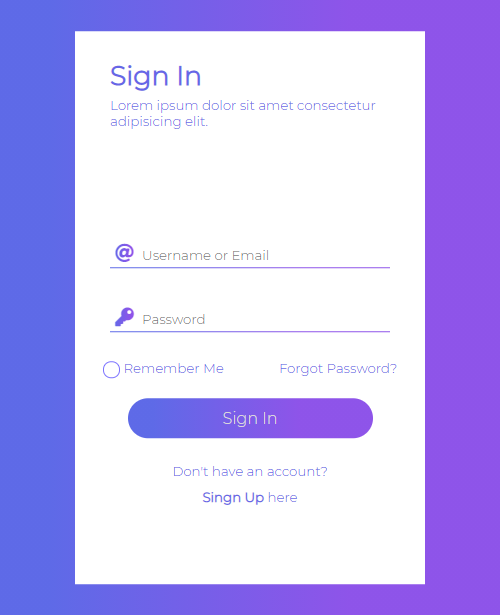 Sign In
Lorem ipsum dolor sit amet consectetur
adipisicing elit.
@ Username or Email
Password
Remember Me Forgot Password?
Sign In
Don't have an account?
Singn Up here